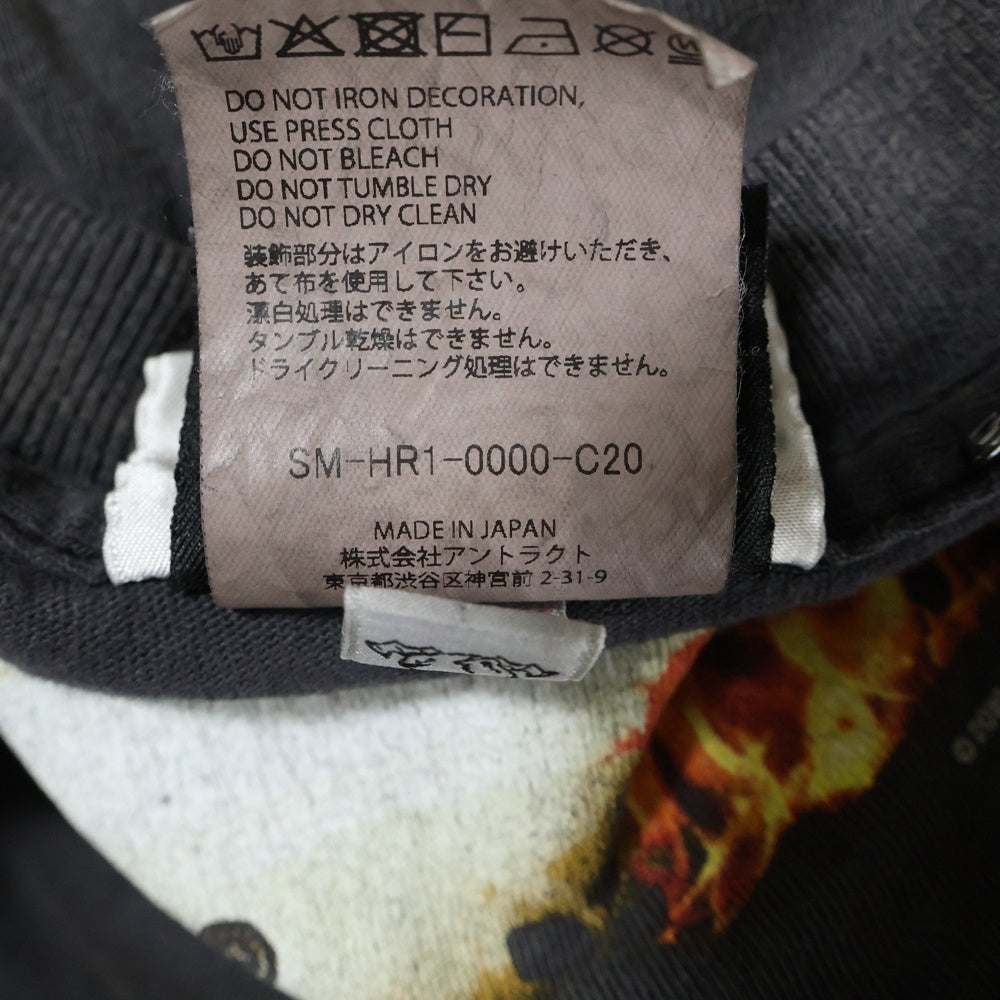 DO NOT IRON DECORATION,
USE PRESS CLOTH
DO NOT BLEACH
DO NOT TUMBLE DRY
DO NOT DRY CLEAN
装飾部分はアイロンをお避けいただき、
あて布を使用して下さい。
漂白処理はできません。
タンブル乾燥はできません。
ドライクリーニング処理はできません。
SM-HR1-0000-C20
MADE IN JAPAN
株式会社アントラクト
東京都渋谷区神宮前 2-31-9